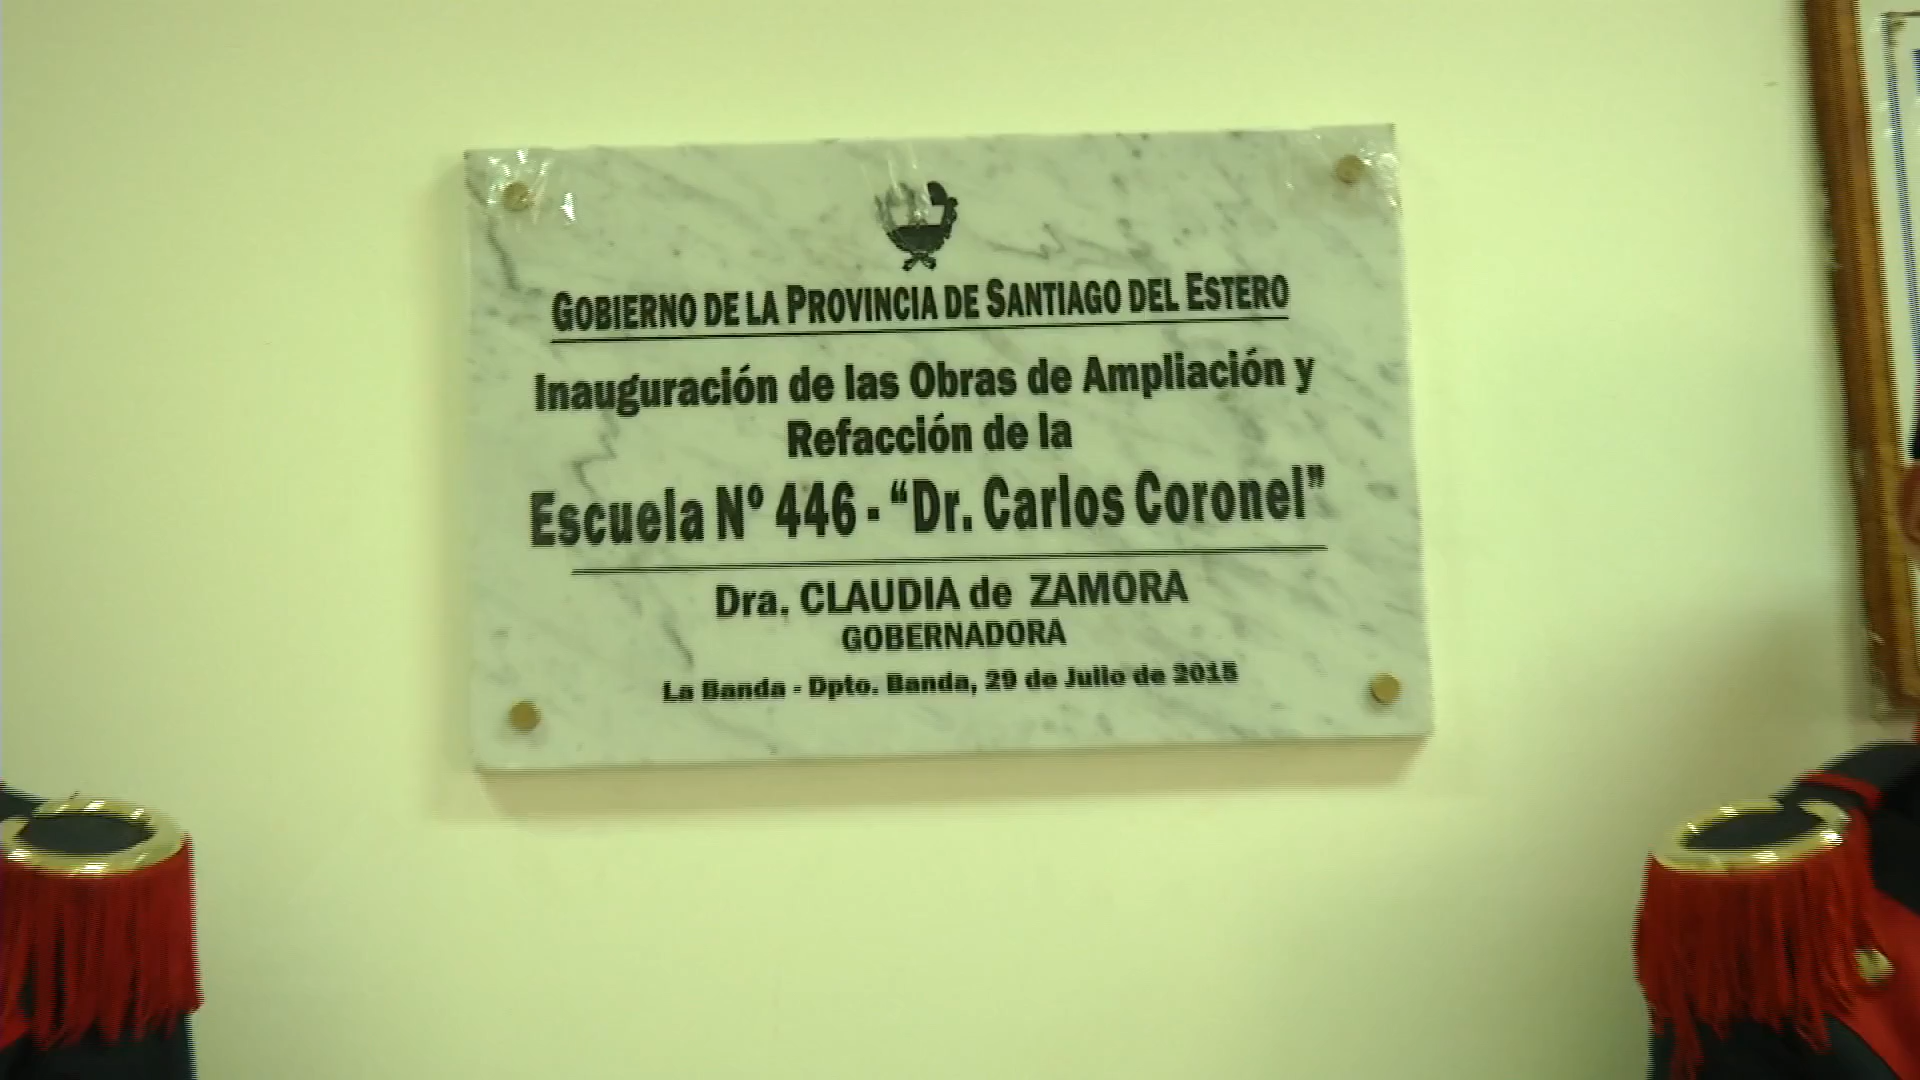 GOBIERNO DE LA PROVINCIA DE SANTIAGO DEL ESTERO
Inauguración de las Obras de Ampliación y
Refacción de la
Escuela Nº 446 - “Dr. Carlos Coronel”
Dra. CLAUDIA de ZAMORA
GOBERNADORA
La Banda - Dpto. Banda, 29 de Julio de 2015